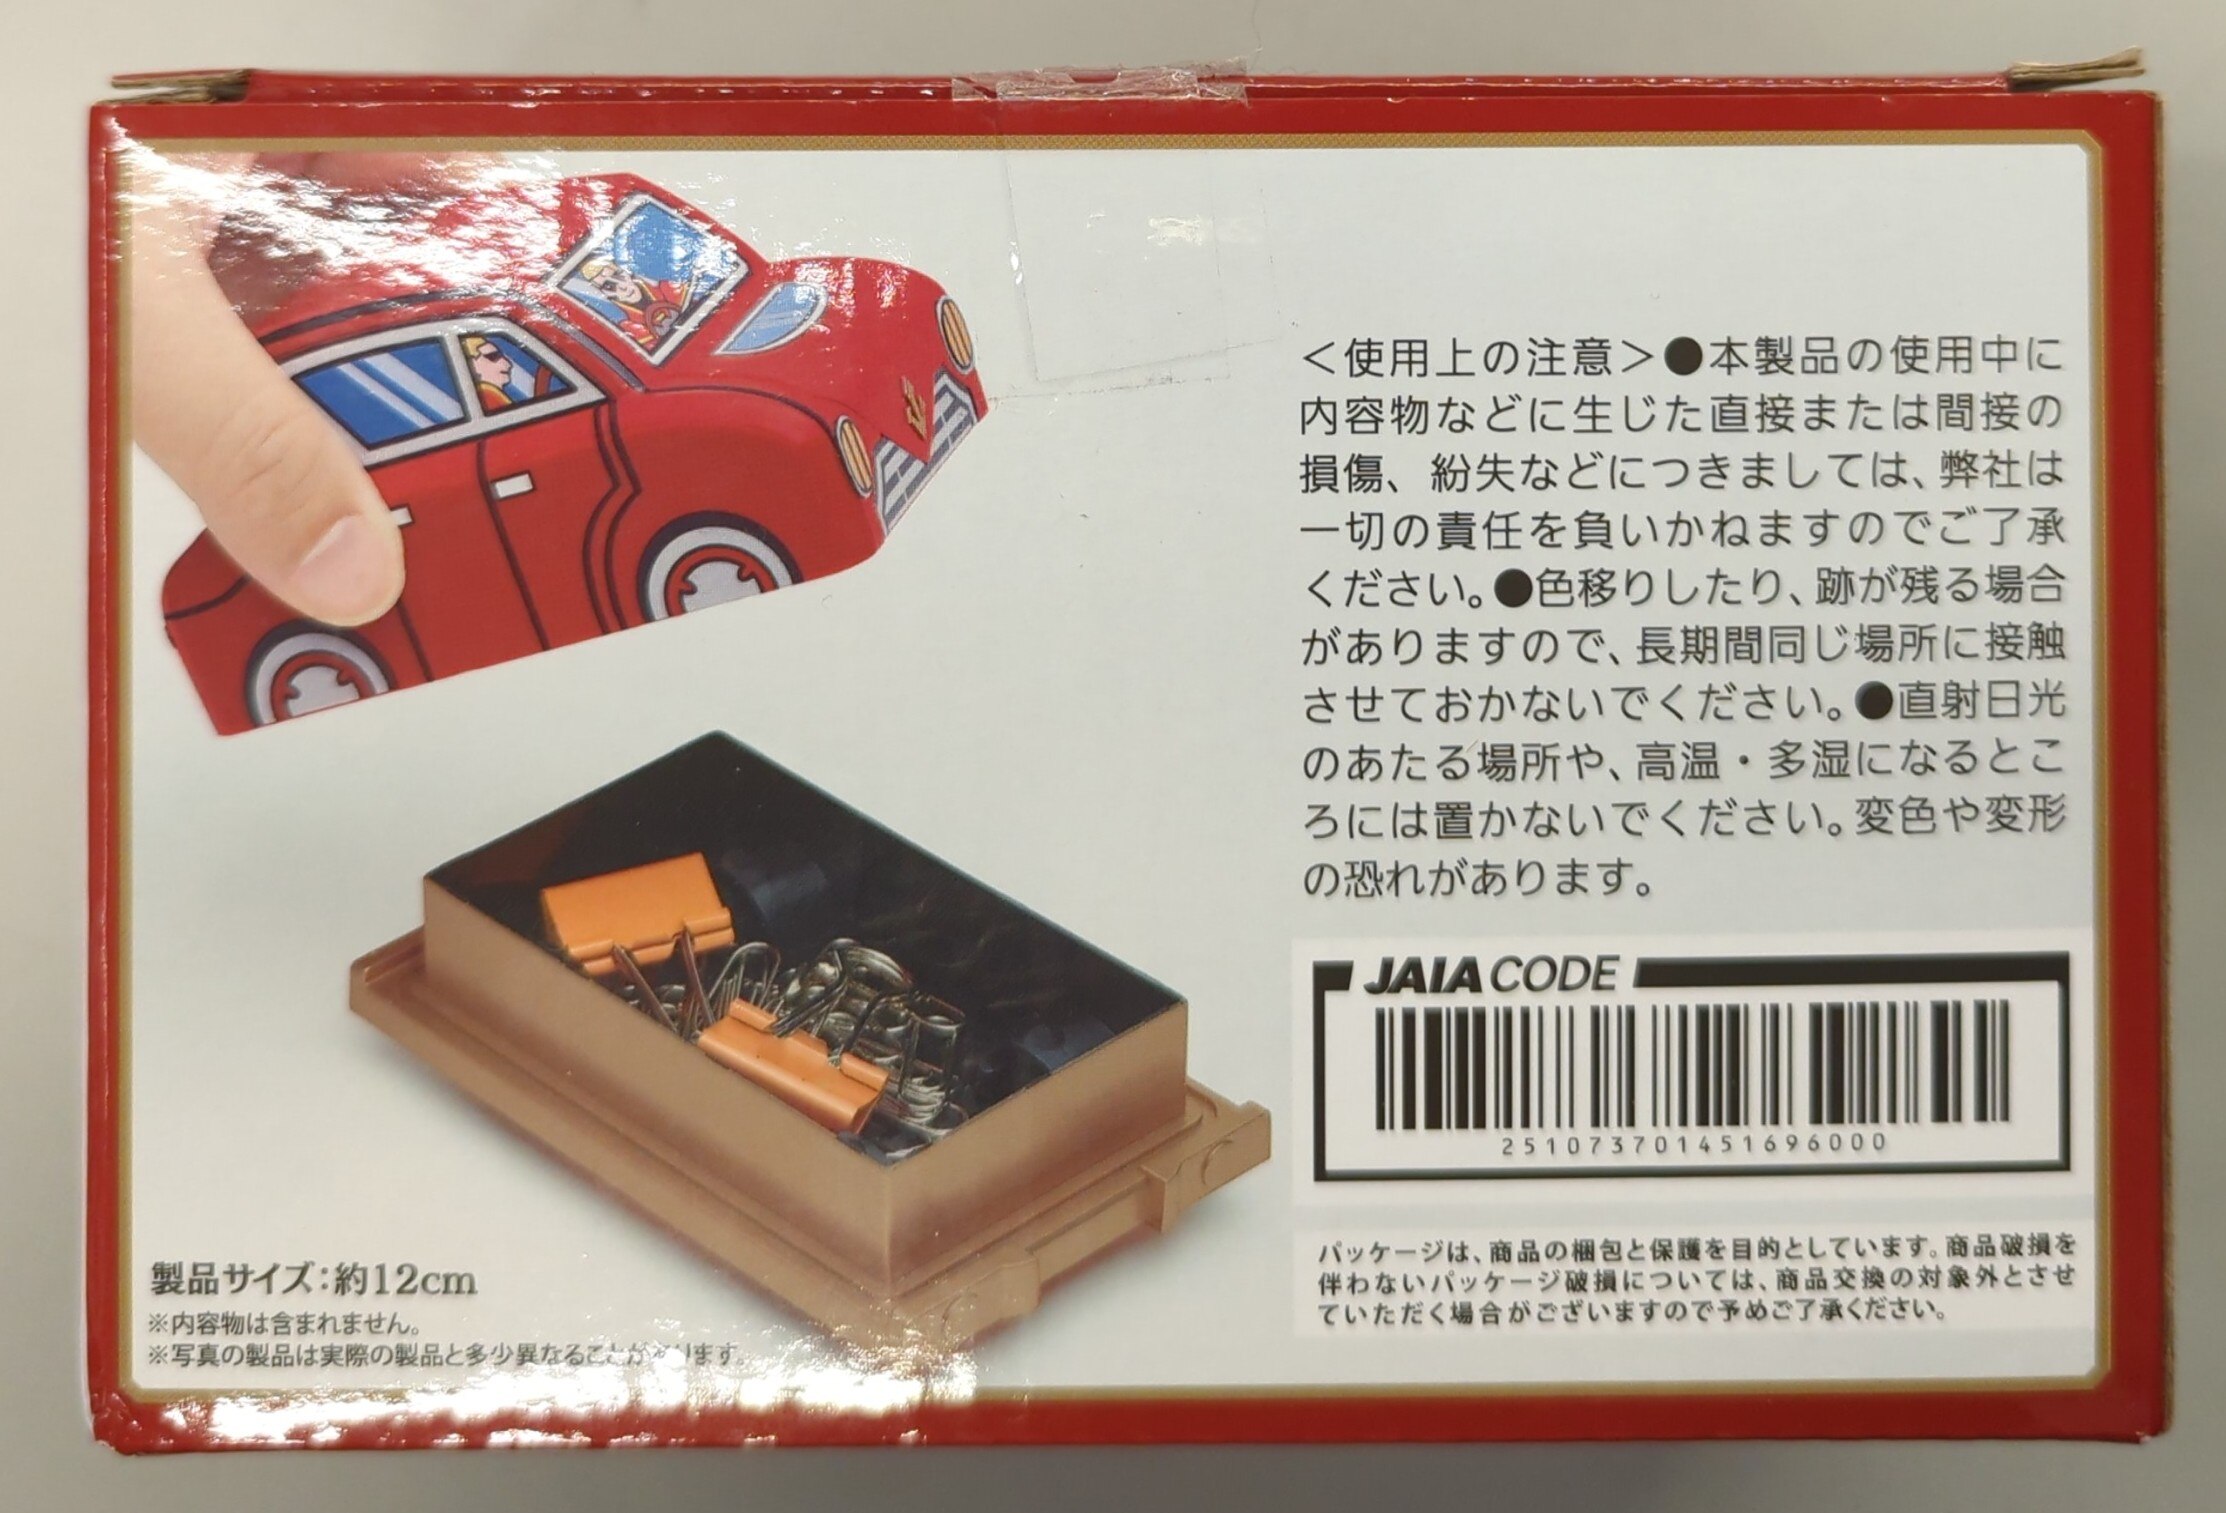 ＜使用上の注意＞●本製品の使用中に
内容物などに生じた直接または間接の
損傷、紛失などにつきましては、弊社は
一切の責任を負いかねますのでご了承
ください。●色移りしたり、跡が残る場合
がありますので、長期間同じ場所に接触
させておかないでください。●直射日光
のあたる場所や、高温・多湿になるとこ
ろには置かないでください。変色や変形
の恐れがあります。
JAIA CODE
251073701451696000
パッケージは、商品の梱包と保護を目的としています。商品破損を
伴わないパッケージ破損については、商品交換の対象外とさせ
ていただく場合がございますので予めご了承ください。
製品サイズ：約12cm
※内容物は含まれません。
※写真の製品は実際の製品と多少異なることがあります。